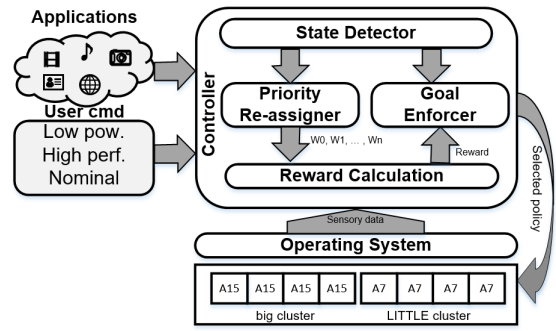 Applications
User cmd
Low pow.
High perf.
Nominal
Controller
State Detector
Priority
Re-assigner
Goal
Enforcer
W0, W1, ... , Wn
Reward
Reward Calculation
Selected policy
Sensory data
Operating System
A15 A15 A15 A15 A7 A7 A7 A7
big cluster LITTLE cluster